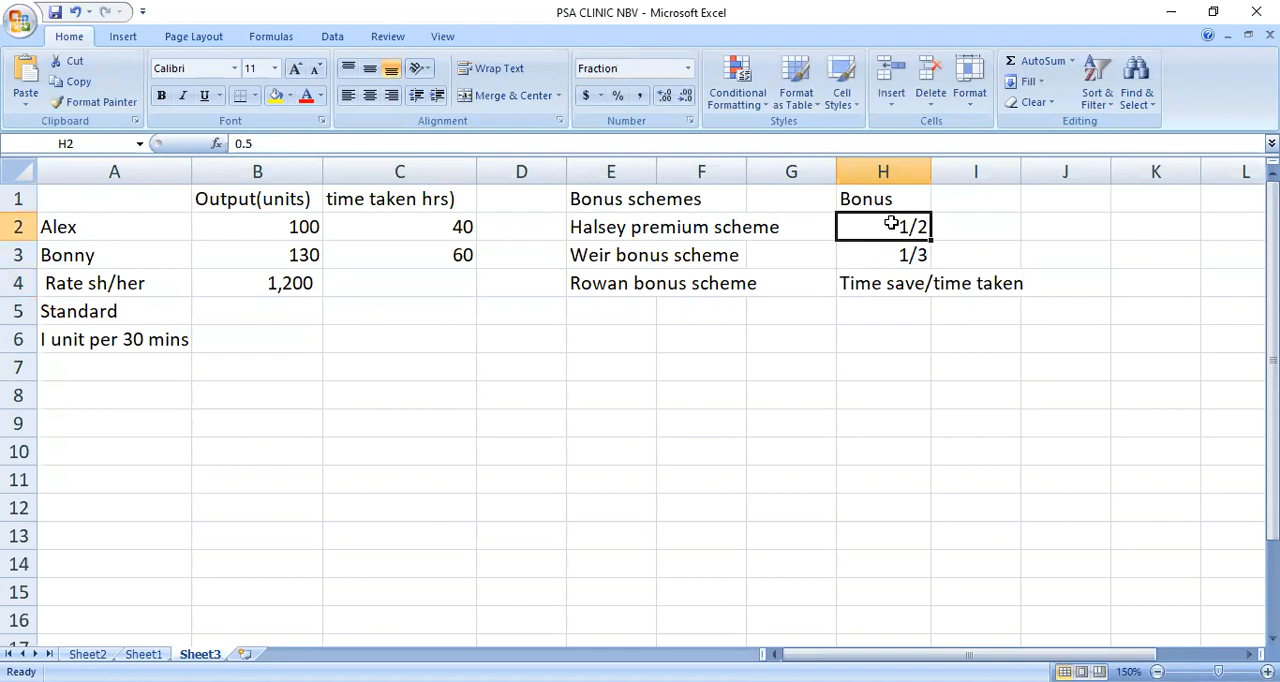 PSA CLINIC NBV - Microsoft Excel
Home Insert Page Layout Formulas Data Review View
Cut
Copy
Format Painter
Paste
Clipboard
Calibri 11
B I U A
Font
Wrap Text
Merge & Center
Alignment
Fraction
$ % ,
Number
Conditional Formatting
Format as Table
Cell Styles
Styles
Insert Delete Format
Cells
Σ AutoSum
Fill
Clear
Sort & Filter
Find & Select
Editing
H2 fx 0.5
A B C D E F G H I J K L
1 Output(units) time taken hrs) Bonus schemes Bonus
2 Alex 100 40 Halsey premium scheme 1/2
3 Bonny 130 60 Weir bonus scheme 1/3
4 Rate sh/her 1,200 Rowan bonus scheme Time save/time taken
5 Standard
6 I unit per 30 mins
7
8
9
10
11
12
13
14
15
16
17
Sheet2 Sheet1 Sheet3
Ready 150%